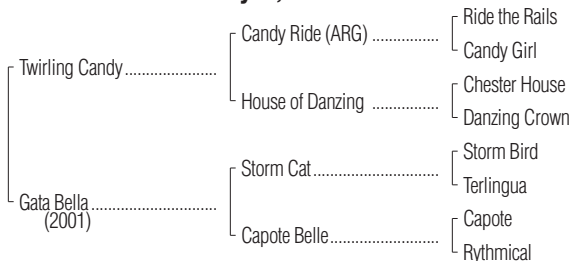 Ride the Rails
Candy Ride (ARG) ..................
Candy Girl
Twirling Candy ......................
Chester House
House of Danzing ..................
Danzing Crown
Storm Bird
Storm Cat ..............................
Terlingua
Gata Bella ..............................
(2001)
Capote
Capote Belle ..........................
Rythmical